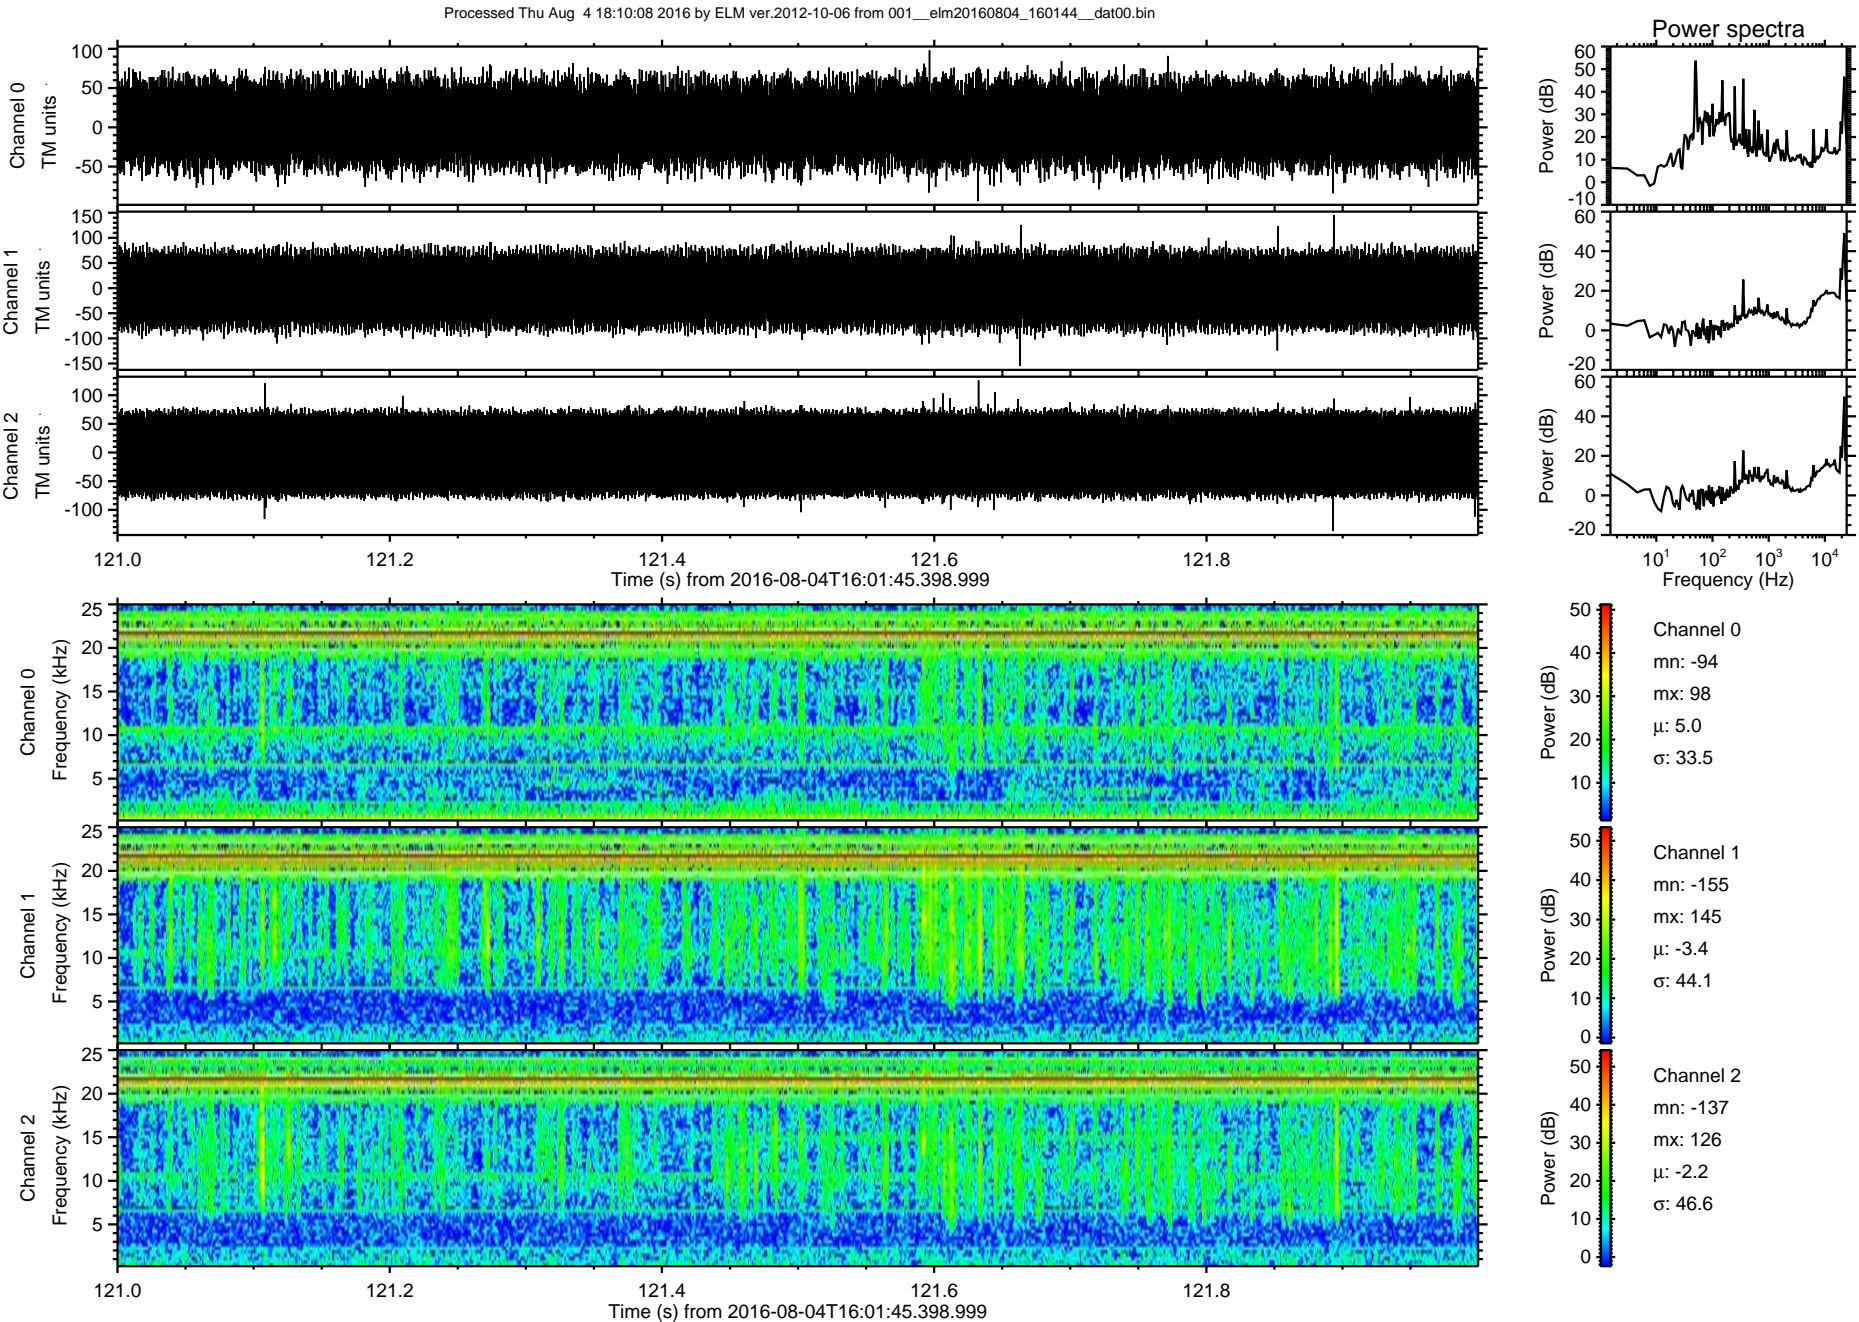 Processed Thu Aug  4 18:10:08 2016 by ELM ver.2012-10-06 from 001__elm20160804_160144__dat00.bin
Power spectra
Channel 0
TM units
100
50
0
-50
Power (dB)
60
50
40
30
20
10
0
-10
Channel 1
TM units
150
100
50
0
-50
-100
-150
Power (dB)
60
40
20
0
-20
Channel 2
TM units
100
50
0
-50
-100
Power (dB)
60
40
20
0
-20
121.0 121.2 121.4 121.6 121.8
Time (s) from 2016-08-04T16:01:45.398.999
10^1 10^2 10^3 10^4
Frequency (Hz)
Channel 0
Frequency (kHz)
25
20
15
10
5
Power (dB)
50
40
30
20
10
Channel 0
mn: -94
mx: 98
μ: 5.0
σ: 33.5
Channel 1
Frequency (kHz)
25
20
15
10
5
Power (dB)
50
40
30
20
10
0
Channel 1
mn: -155
mx: 145
μ: -3.4
σ: 44.1
Channel 2
Frequency (kHz)
25
20
15
10
5
Power (dB)
50
40
30
20
10
0
Channel 2
mn: -137
mx: 126
μ: -2.2
σ: 46.6
121.0 121.2 121.4 121.6 121.8
Time (s) from 2016-08-04T16:01:45.398.999